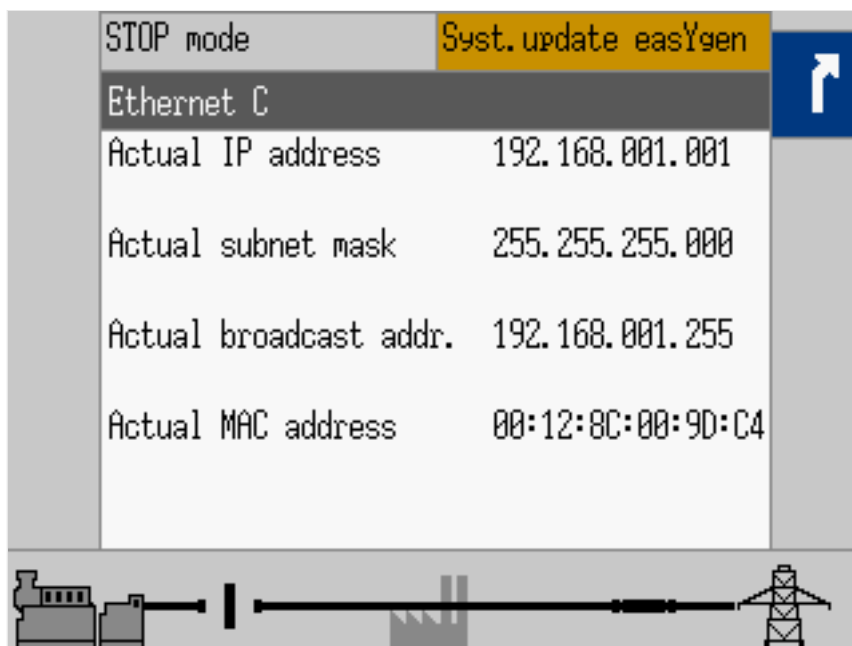 STOP mode Syst.update easYgen
Ethernet C
Actual IP address 192.168.001.001
Actual subnet mask 255.255.255.000
Actual broadcast addr. 192.168.001.255
Actual MAC address 00:12:8C:00:9D:C4